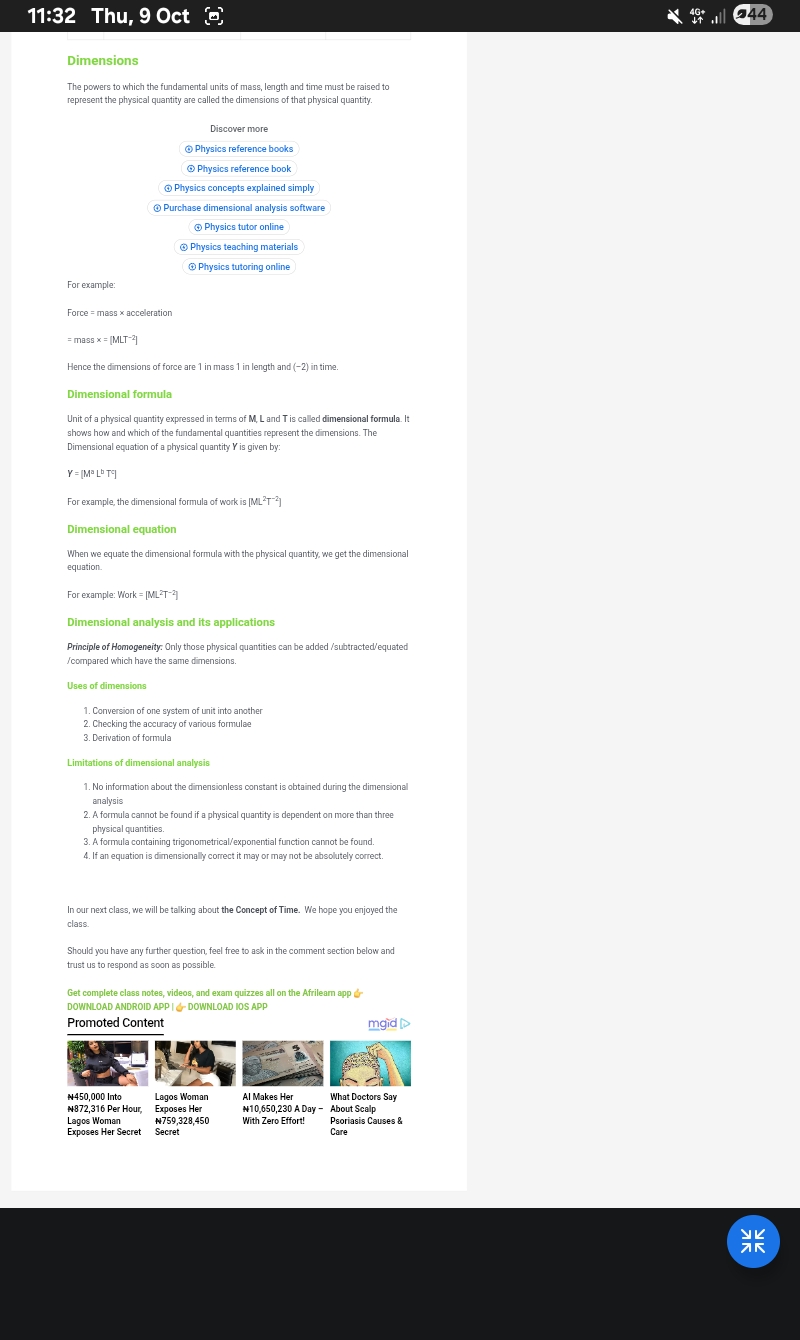 11:32 Thu, 9 Oct
4G+
44
Dimensions
The powers to which the fundamental units of mass, length and time must be raised to
represent the physical quantity are called the dimensions of that physical quantity.
Discover more
Physics reference books
Physics reference book
Physics concepts explained simply
Purchase dimensional analysis software
Physics tutor online
Physics teaching materials
Physics tutoring online
For example:
Force = mass × acceleration
= mass × = [MLT⁻²]
Hence the dimensions of force are 1 in mass 1 in length and (−2) in time.
Dimensional formula
Unit of a physical quantity expressed in terms of M, L and T is called dimensional formula. It
shows how and which of the fundamental quantities represent the dimensions. The
Dimensional equation of a physical quantity Y is given by:
Y = [Mᵃ Lᵇ Tᶜ]
For example, the dimensional formula of work is [ML²T⁻²]
Dimensional equation
When we equate the dimensional formula with the physical quantity, we get the dimensional
equation.
For example: Work = [ML²T⁻²]
Dimensional analysis and its applications
Principle of Homogeneity: Only those physical quantities can be added /subtracted/equated
/compared which have the same dimensions.
Uses of dimensions
1. Conversion of one system of unit into another
2. Checking the accuracy of various formulae
3. Derivation of formula
Limitations of dimensional analysis
1. No information about the dimensionless constant is obtained during the dimensional
analysis
2. A formula cannot be found if a physical quantity is dependent on more than three
physical quantities.
3. A formula containing trigonometrical/exponential function cannot be found.
4. If an equation is dimensionally correct it may or may not be absolutely correct.
In our next class, we will be talking about the Concept of Time. We hope you enjoyed the
class.
Should you have any further question, feel free to ask in the comment section below and
trust us to respond as soon as possible.
Get complete class notes, videos, and exam quizzes all on the Afrilearn app 👉
DOWNLOAD ANDROID APP | 👉 DOWNLOAD IOS APP
Promoted Content
mgid
₦450,000 Into
₦872,316 Per Hour,
Lagos Woman
Exposes Her Secret
Lagos Woman
Exposes Her
₦759,328,450
Secret
AI Makes Her
₦10,650,230 A Day –
With Zero Effort!
What Doctors Say
About Scalp
Psoriasis Causes &
Care